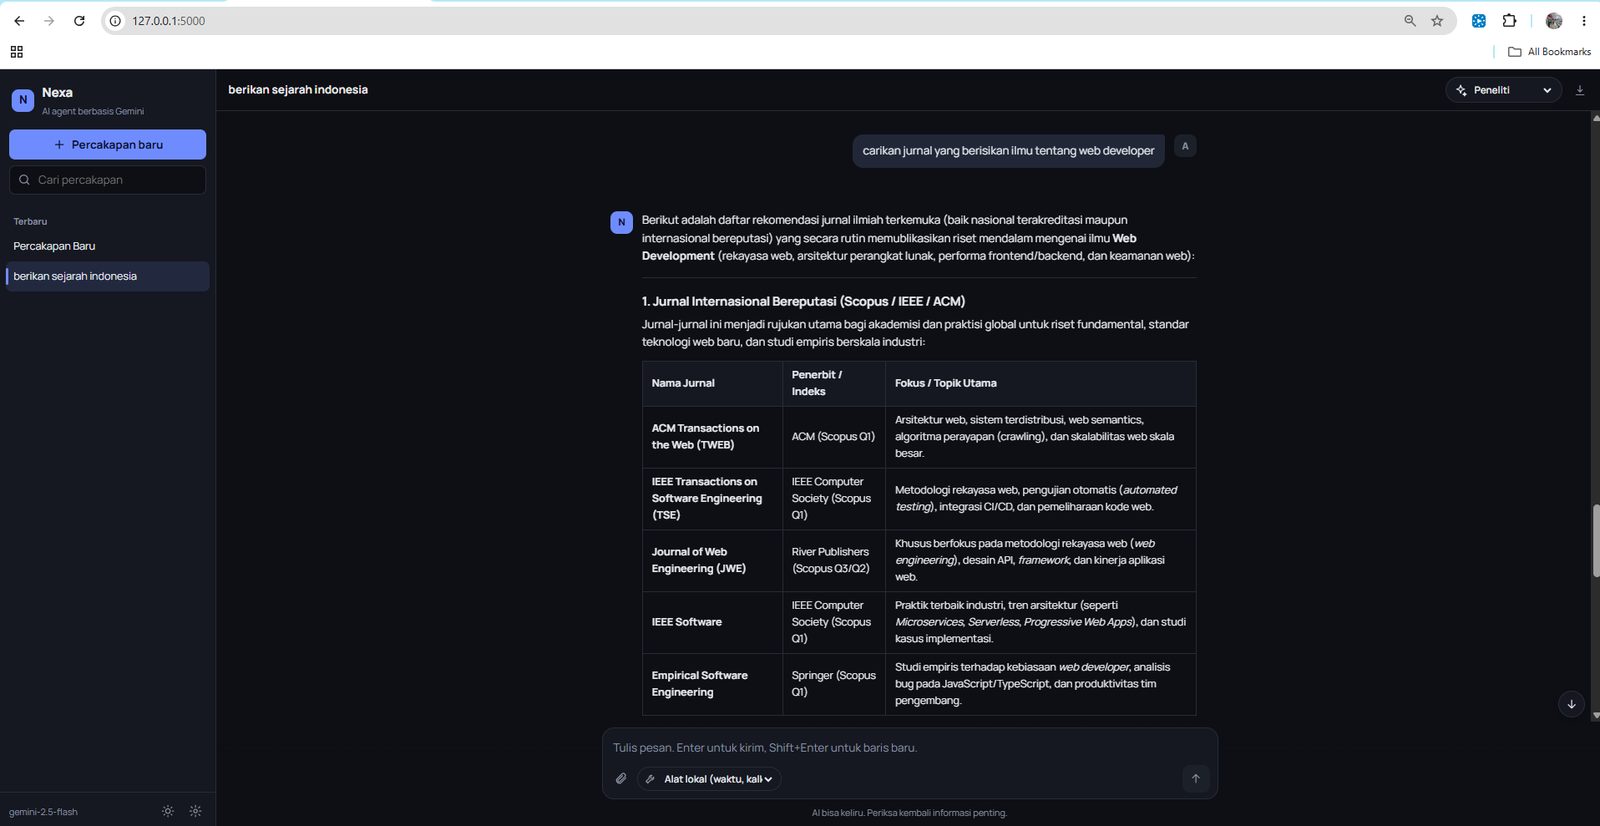 127.0.0.1:5000
All Bookmarks
N
Nexa
AI agent berbasis Gemini
+ Percakapan baru
Cari percakapan
Terbaru
Percakapan Baru
berikan sejarah indonesia
gemini-2.5-flash
berikan sejarah indonesia
Peneliti
carikan jurnal yang berisikan ilmu tentang web developer
A
N
Berikut adalah daftar rekomendasi jurnal ilmiah terkemuka (baik nasional terakreditasi maupun
internasional bereputasi) yang secara rutin memublikasikan riset mendalam mengenai ilmu Web
Development (rekayasa web, arsitektur perangkat lunak, performa frontend/backend, dan keamanan web):
1. Jurnal Internasional Bereputasi (Scopus / IEEE / ACM)
Jurnal-jurnal ini menjadi rujukan utama bagi akademisi dan praktisi global untuk riset fundamental, standar
teknologi web baru, dan studi empiris berskala industri:
Nama Jurnal
Penerbit /
Indeks
Fokus / Topik Utama
ACM Transactions on
the Web (TWEB)
ACM (Scopus Q1)
Arsitektur web, sistem terdistribusi, web semantics,
algoritma perayapan (crawling), dan skalabilitas web skala
besar.
IEEE Transactions on
Software Engineering
(TSE)
IEEE Computer
Society (Scopus
Q1)
Metodologi rekayasa web, pengujian otomatis (automated
testing), integrasi CI/CD, dan pemeliharaan kode web.
Journal of Web
Engineering (JWE)
River Publishers
(Scopus Q3/Q2)
Khusus berfokus pada metodologi rekayasa web (web
engineering), desain API, framework, dan kinerja aplikasi
web.
IEEE Software
IEEE Computer
Society (Scopus
Q1)
Praktik terbaik industri, tren arsitektur (seperti
Microservices, Serverless, Progressive Web Apps), dan studi
kasus implementasi.
Empirical Software
Engineering
Springer (Scopus
Q1)
Studi empiris terhadap kebiasaan web developer, analisis
bug pada JavaScript/TypeScript, dan produktivitas tim
pengembang.
Tulis pesan. Enter untuk kirim, Shift+Enter untuk baris baru.
Alat lokal (waktu, kalk
AI bisa keliru. Periksa kembali informasi penting.